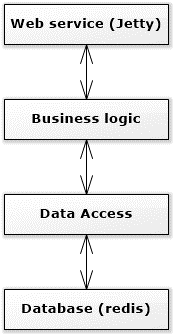 Web service (Jetty)
Business logic
Data Access
Database (redis)